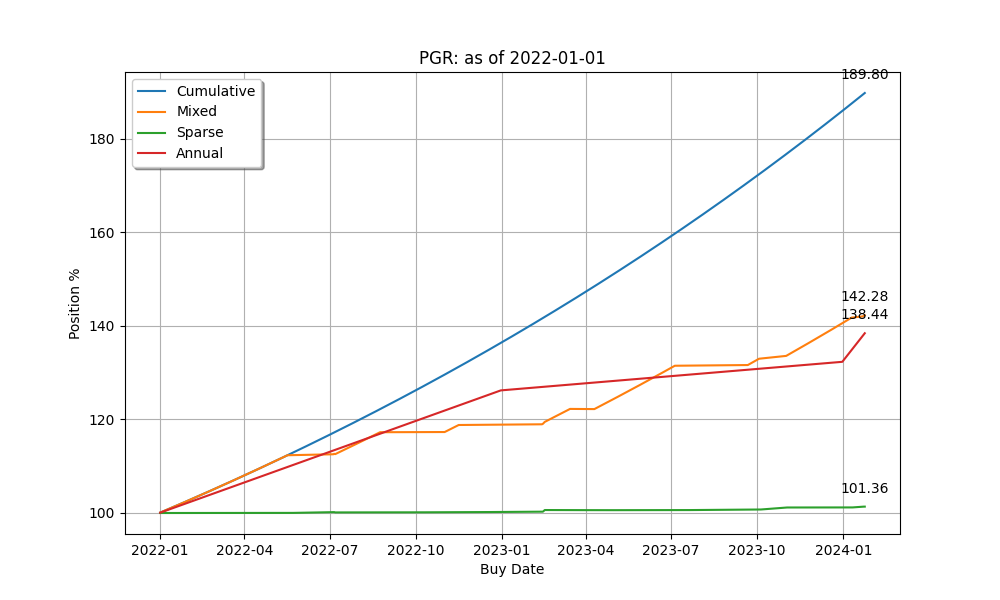 PGR: as of 2022-01-01
189.80
Cumulative
Mixed
Sparse
Annual
180
160
142.28
140
138.44
120
101.36
100
Position %
2022-01 2022-04 2022-07 2022-10 2023-01 2023-04 2023-07 2023-10 2024-01
Buy Date